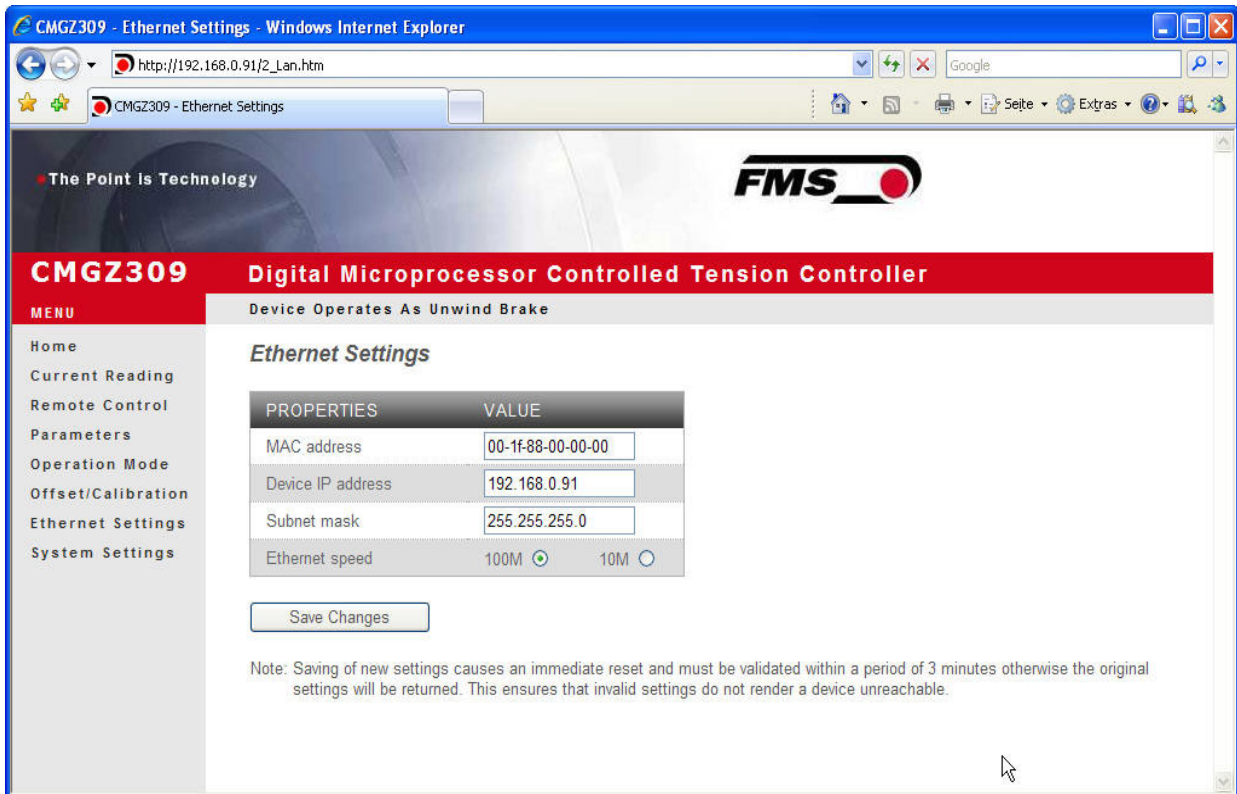 CMGZ309 - Ethernet Settings - Windows Internet Explorer
http://192.168.0.91/2_Lan.htm
Google
CMGZ309 - Ethernet Settings
Seite
Extras
The Point is Technology
FMS
CMGZ309
Digital Microprocessor Controlled Tension Controller
MENU
Device Operates As Unwind Brake
Home
Current Reading
Remote Control
Parameters
Operation Mode
Offset/Calibration
Ethernet Settings
System Settings
Ethernet Settings
PROPERTIES VALUE
MAC address 00-1f-88-00-00-00
Device IP address 192.168.0.91
Subnet mask 255.255.255.0
Ethernet speed 100M 10M
Save Changes
Note: Saving of new settings causes an immediate reset and must be validated within a period of 3 minutes otherwise the original
settings will be returned. This ensures that invalid settings do not render a device unreachable.